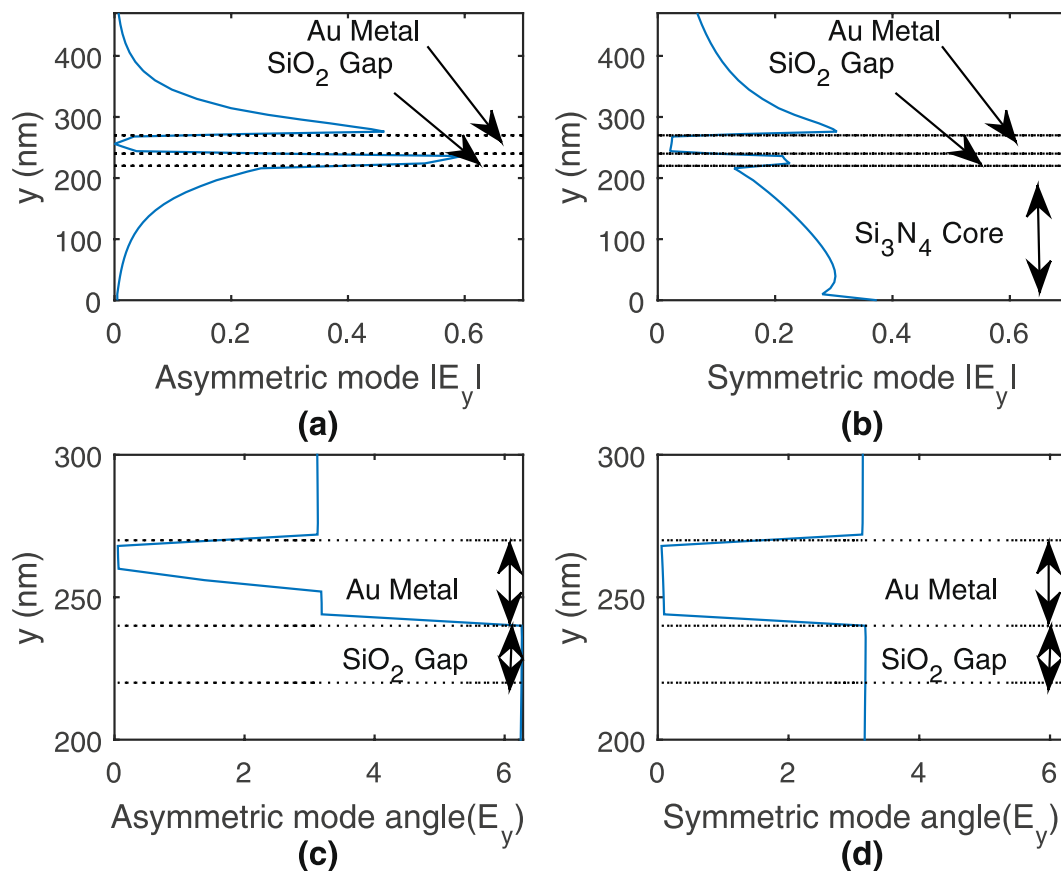 Au Metal
SiO2 Gap
y (nm)
400
300
200
100
0
0
0.2
0.4
0.6
Asymmetric mode |Ey|
(a)
Au Metal
SiO2 Gap
Si3N4 Core
y (nm)
400
300
200
100
0
0
0.2
0.4
0.6
Symmetric mode |Ey|
(b)
300
250
200
y (nm)
Au Metal
SiO2 Gap
0
2
4
6
Asymmetric mode angle(Ey)
(c)
300
250
200
y (nm)
Au Metal
SiO2 Gap
0
2
4
6
Symmetric mode angle(Ey)
(d)